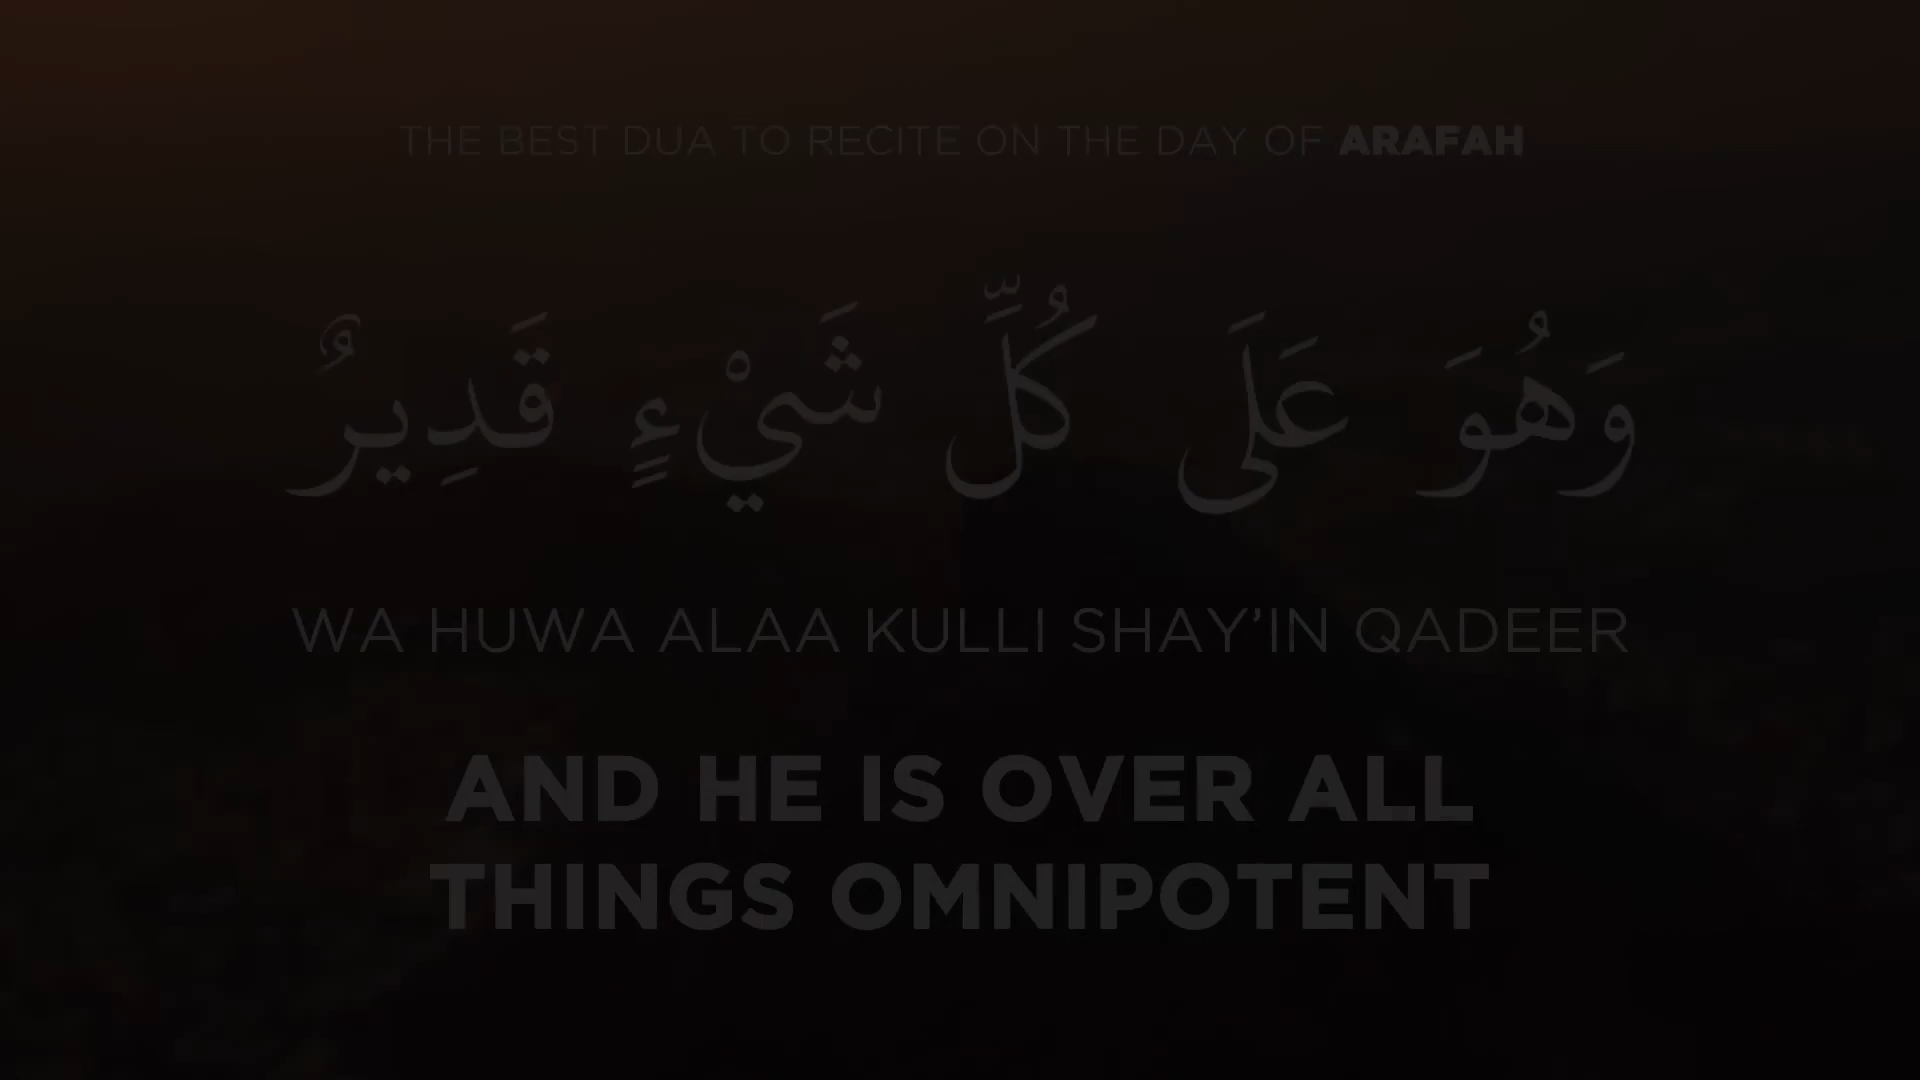 THE BEST DUA TO RECITE ON THE DAY OF ARAFAH
وَهُوَ عَلَى كُلِّ شَيْءٍ قَدِيرٌ
WA HUWA ALAA KULLI SHAY’IN QADEER
AND HE IS OVER ALL
THINGS OMNIPOTENT